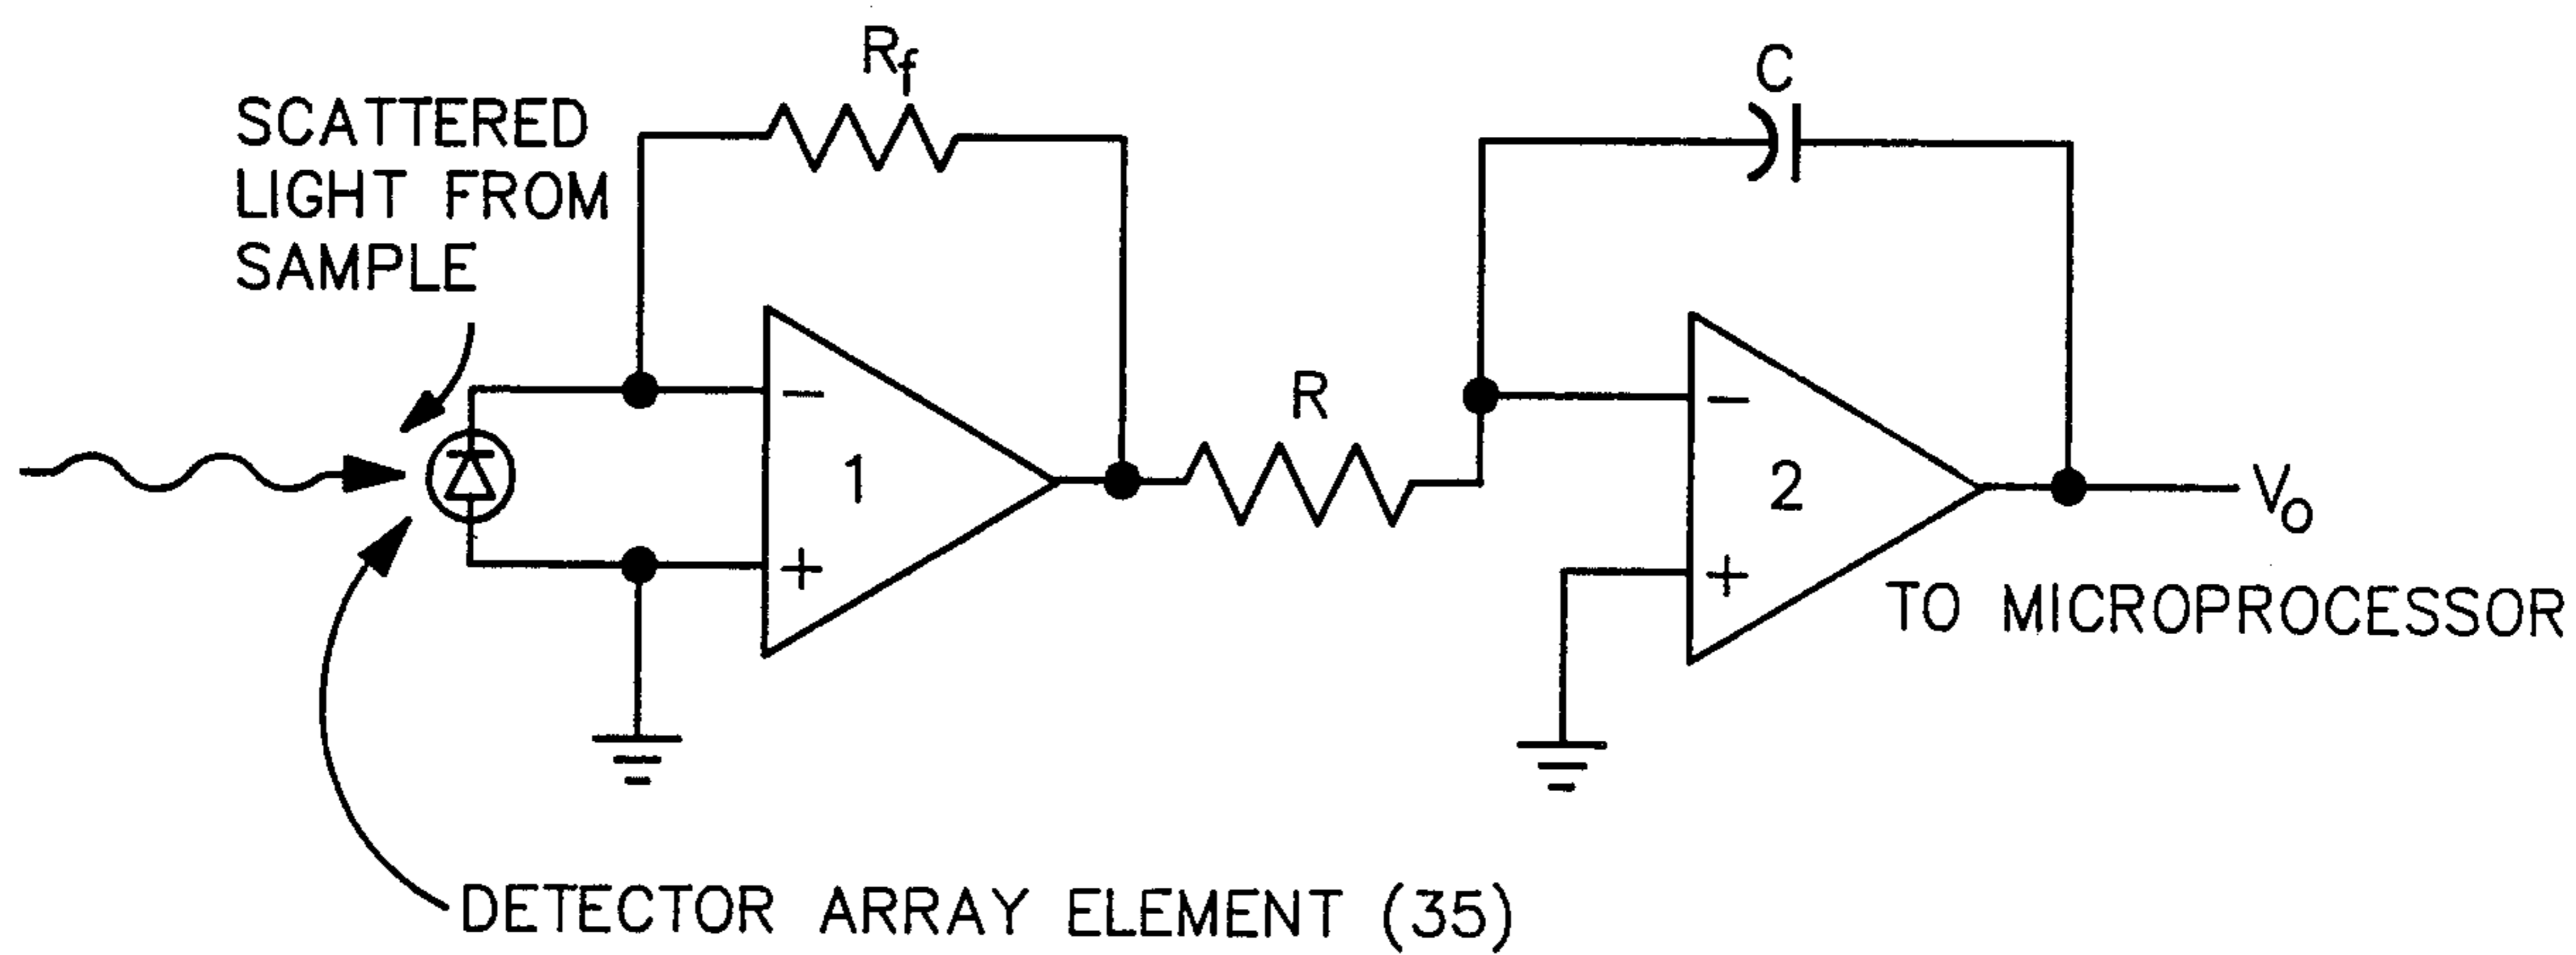 SCATTERED
LIGHT FROM
SAMPLE
Rf
C
R
−
1
+
−
2
+
Vo
TO MICROPROCESSOR
DETECTOR ARRAY ELEMENT (35)